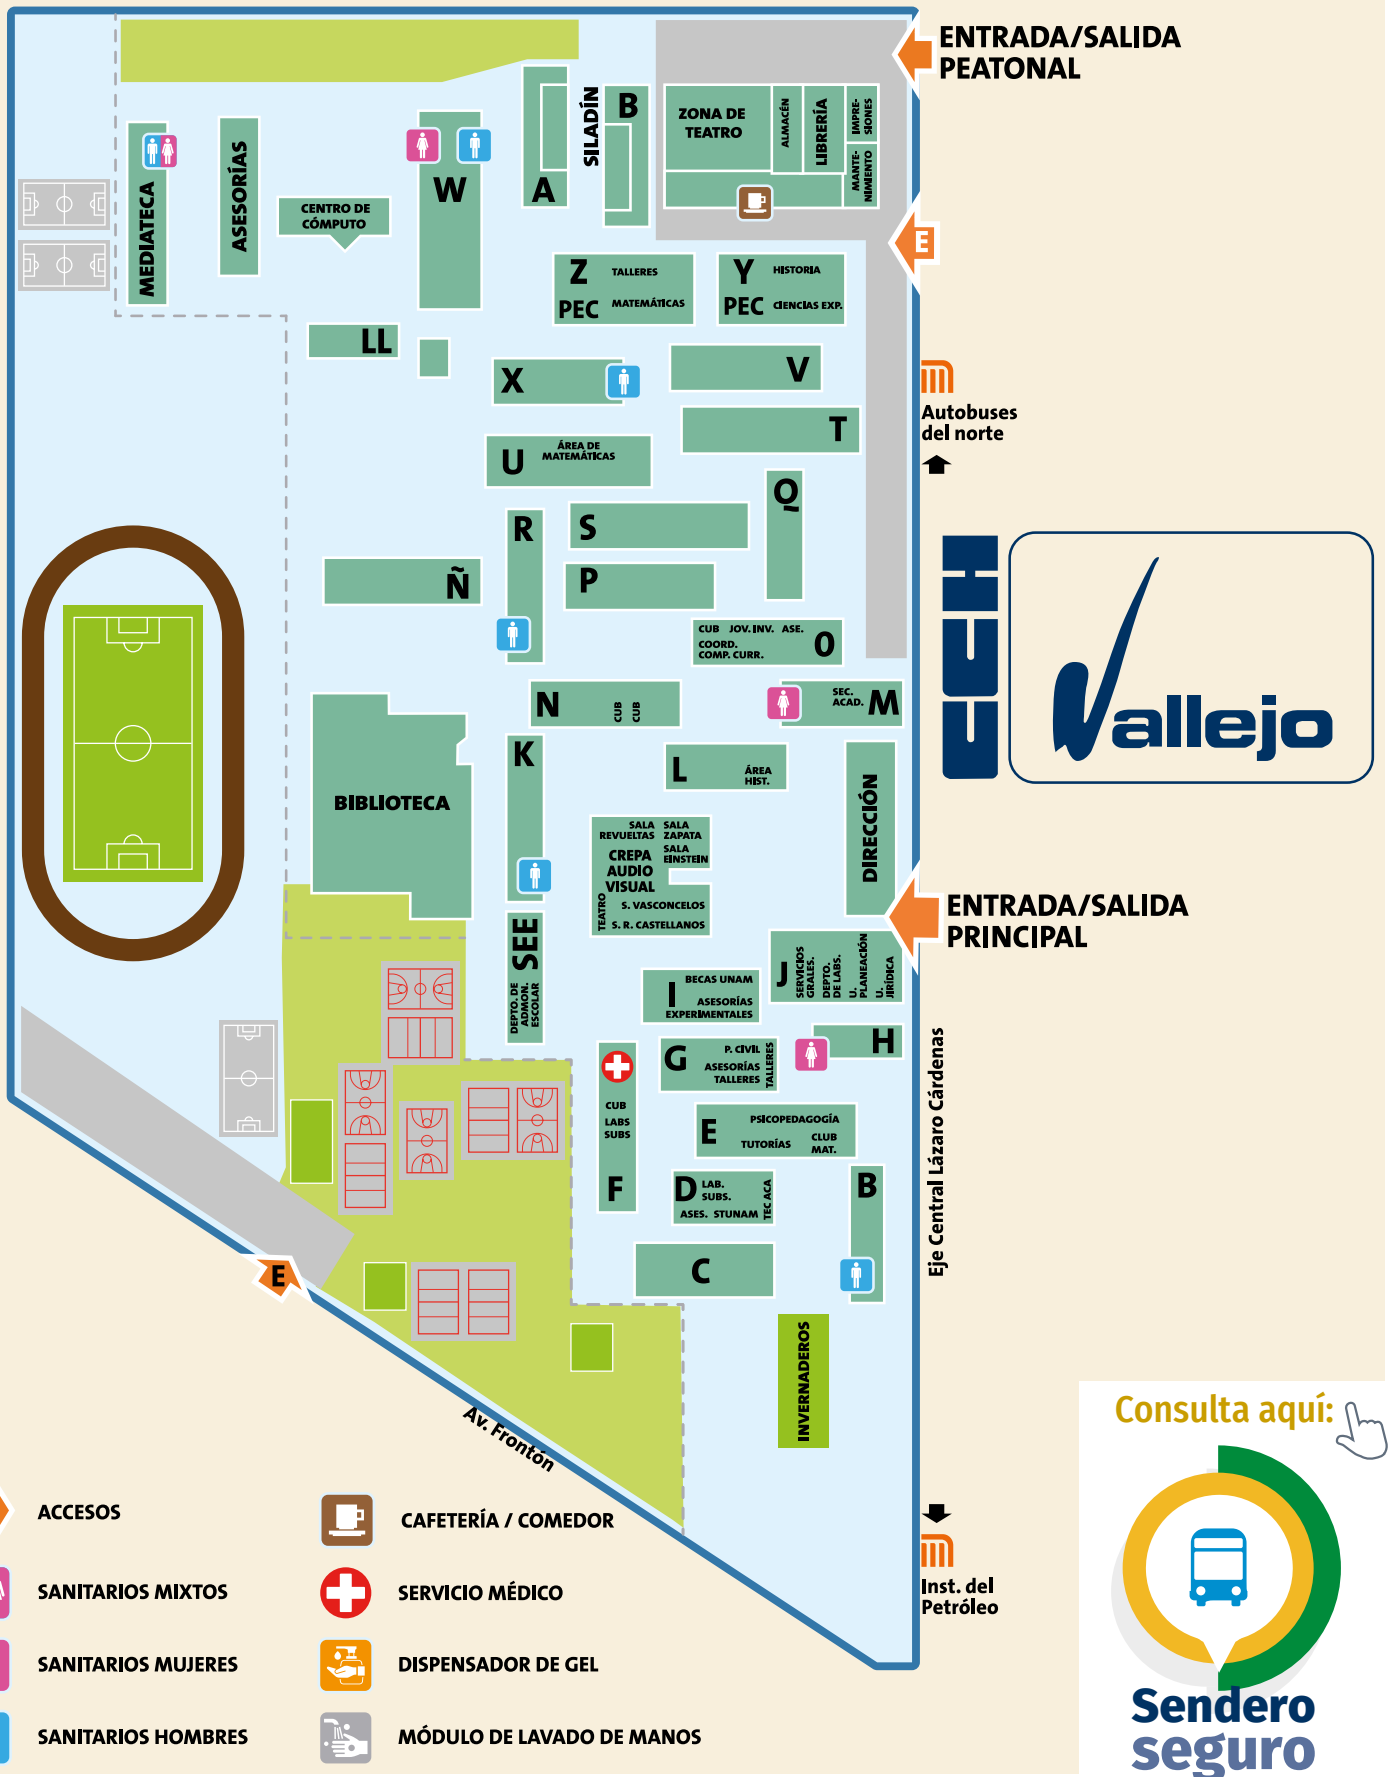 ENTRADA/SALIDA
PEATONAL
SILADÍN
A
B
ZONA DE
TEATRO
ALMACÉN
LIBRERÍA
IMPRE-
SIONES
MANTE-
NIMIENTO
MEDIATECA
ASESORÍAS
CENTRO DE
CÓMPUTO
W
E
Z TALLERES
PEC MATEMÁTICAS
Y HISTORIA
PEC CIENCIAS EXP.
LL
X
V
Autobuses
del norte
T
U
ÁREA DE
MATEMÁTICAS
Q
R
S
Ñ
P
CUB JOV. INV. ASE.
COORD.
COMP. CURR.
O
UCH
Vallejo
N
CUB
CUB
SEC.
ACAD.
M
K
L
ÁREA
HIST.
DIRECCIÓN
BIBLIOTECA
SALA
REVUELTAS
SALA
ZAPATA
SALA
EINSTEIN
CREPA
AUDIO
VISUAL
TEATRO
S. VASCONCELOS
S. R. CASTELLANOS
ENTRADA/SALIDA
PRINCIPAL
SEE
DEPTO. DE
ADMON.
ESCOLAR
J
SERVICIOS
GRALES.
DEPTO.
DE LABS.
U.
PLANEACIÓN
U.
JIRÍDICA
I
BECAS UNAM
ASESORÍAS
EXPERIMENTALES
H
G
P. CIVIL
ASESORÍAS
TALLERES
TALLERES
Eje Central Lázaro Cárdenas
CUB
LABS
SUBS
F
E
PSICOPEDAGOGÍA
TUTORÍAS
CLUB
MAT.
D
LAB.
SUBS.
ASES. STUNAM
TEC ACA
B
C
E
INVERNADEROS
Av. Frontón
Inst. del
Petróleo
ACCESOS
SANITARIOS MIXTOS
SANITARIOS MUJERES
SANITARIOS HOMBRES
CAFETERÍA / COMEDOR
SERVICIO MÉDICO
DISPENSADOR DE GEL
MÓDULO DE LAVADO DE MANOS
Consulta aquí:
Sendero
seguro